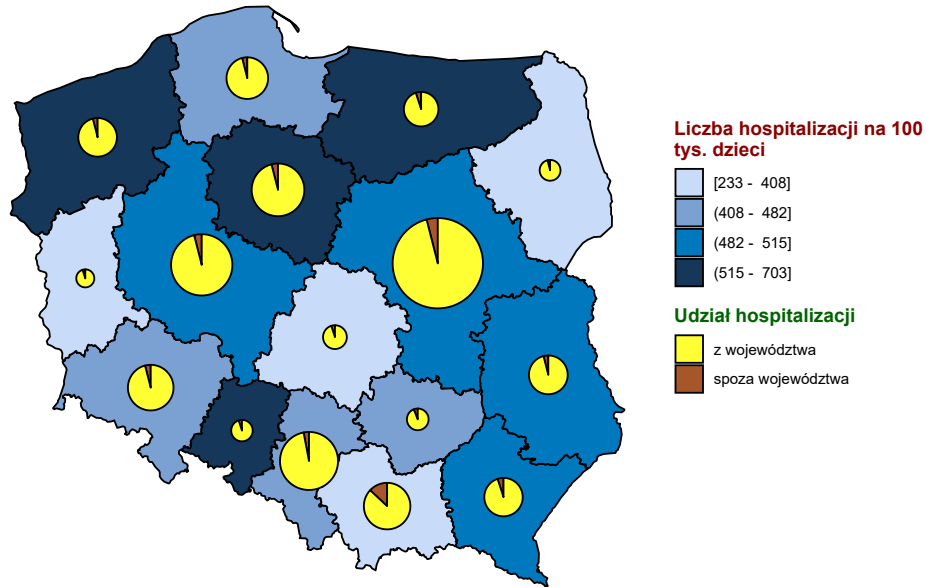 Liczba hospitalizacji na 100
tys. dzieci
[233 - 408]
(408 - 482]
(482 - 515]
(515 - 703]
Udział hospitalizacji
z województwa
spoza województwa